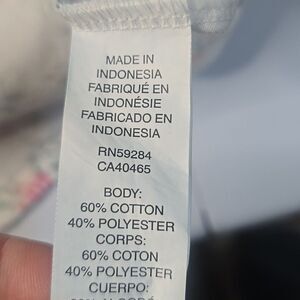 MADE IN
INDONESIA
FABRIQUÉ EN
INDONÉSIE
FABRICADO EN
INDONESIA
RN59284
CA40465
BODY:
60% COTTON
40% POLYESTER
CORPS:
60% COTON
40% POLYESTER
CUERPO: